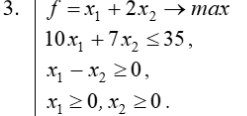 3. f = x₁ + 2x₂ → max
10x₁ + 7x₂ ≤ 35,
x₁ − x₂ ≥ 0,
x₁ ≥ 0, x₂ ≥ 0.